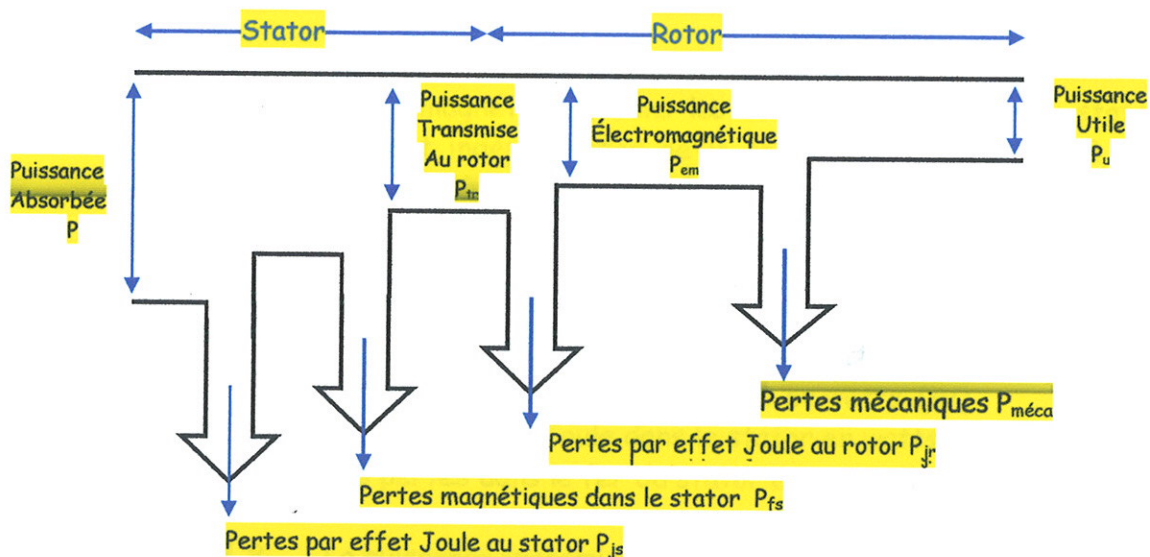 Stator
Rotor
Puissance
Absorbée
P
Puissance
Transmise
Au rotor
Ptr
Puissance
Électromagnétique
Pem
Puissance
Utile
Pu
Pertes mécaniques Pméca
Pertes par effet Joule au rotor Pjr
Pertes magnétiques dans le stator Pfs
Pertes par effet Joule au stator Pjs